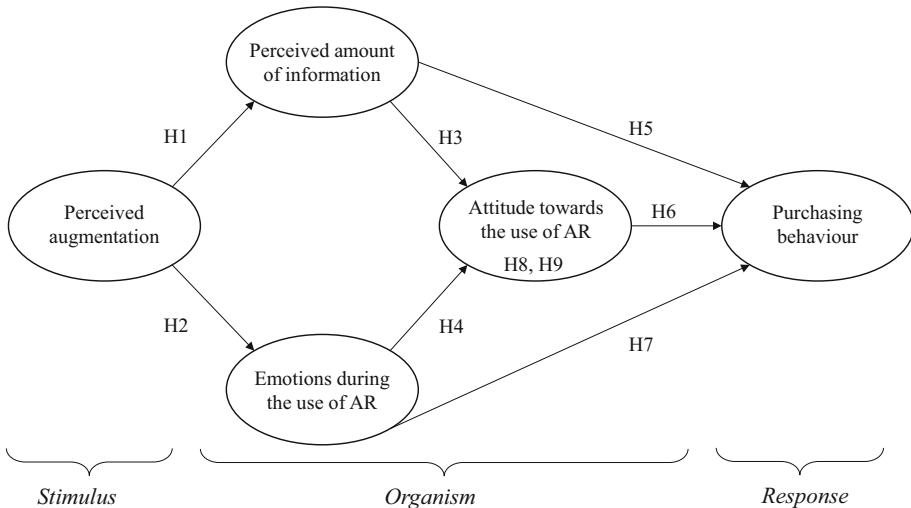 Perceived amount
of information
H1
H3
H5
Perceived
augmentation
Attitude towards
the use of AR
H8, H9
H6
Purchasing
behaviour
H2
H4
H7
Emotions during
the use of AR
Stimulus
Organism
Response